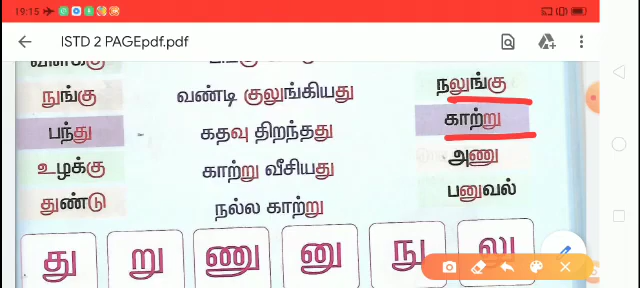 19:15
ISTD 2 PAGEpdf.pdf
நுங்கு வண்டி குலுங்கியது நலுங்கு
பந்து கதவு திறந்தது காற்று
உழக்கு காற்று வீசியது அணு
துண்டு நல்ல காற்று பனுவல்
து று ணு னு நு லு